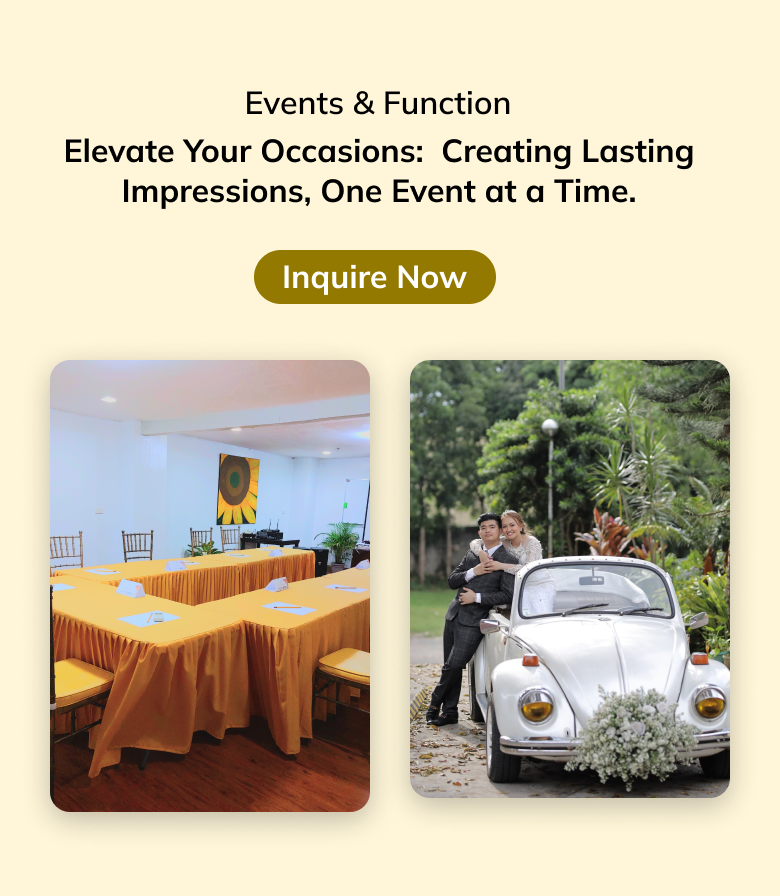 Events & Function
Elevate Your Occasions:  Creating Lasting
Impressions, One Event at a Time.
Inquire Now